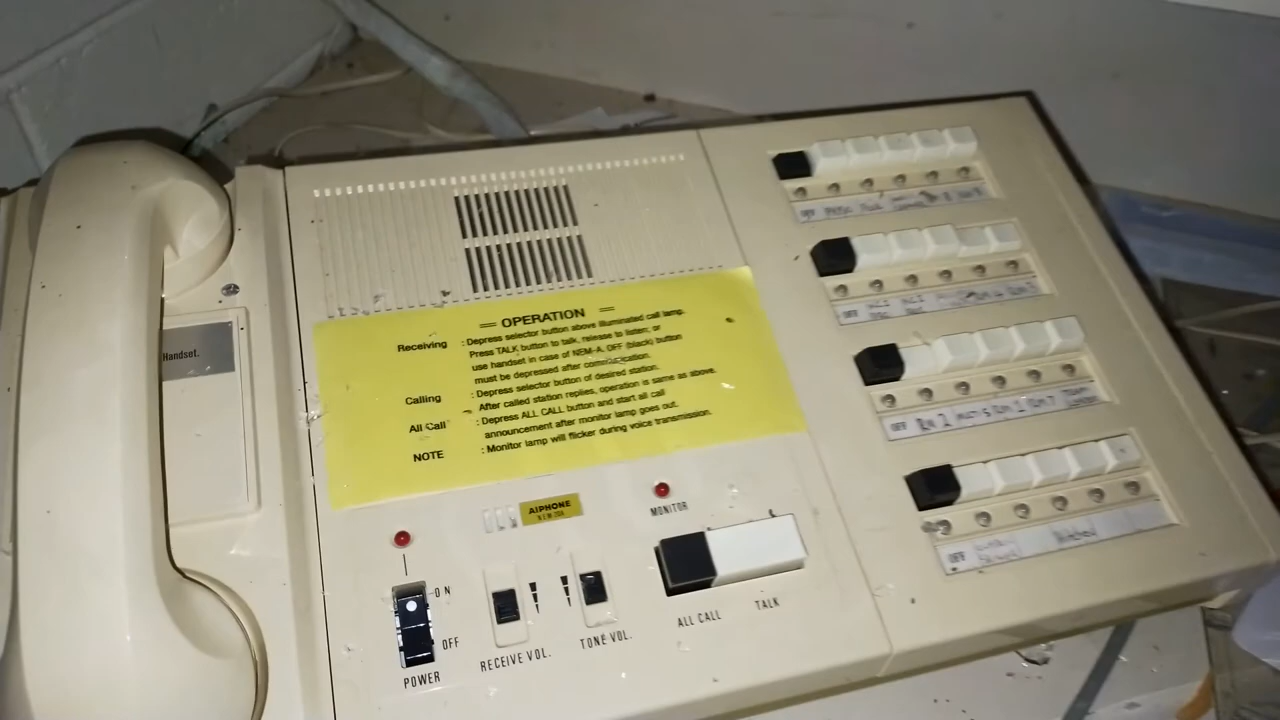 Handset.
OPERATION
Receiving : Depress selector button above illuminated call lamp.
Press TALK button to talk, release to listen; or
use handset in case of NEM-A. OFF (black) button
must be depressed after communication.
Calling : Depress selector button of desired station.
After called station replies, operation is same as above.
All Call : Depress ALL CALL button and start all call
announcement after monitor lamp goes out.
NOTE : Monitor lamp will flicker during voice transmission.
AIPHONE
MONITOR
ON
OFF
POWER
RECEIVE VOL.
TONE VOL.
ALL CALL
TALK
OFF
OFF
OFF RM 2
OFF Kitchen